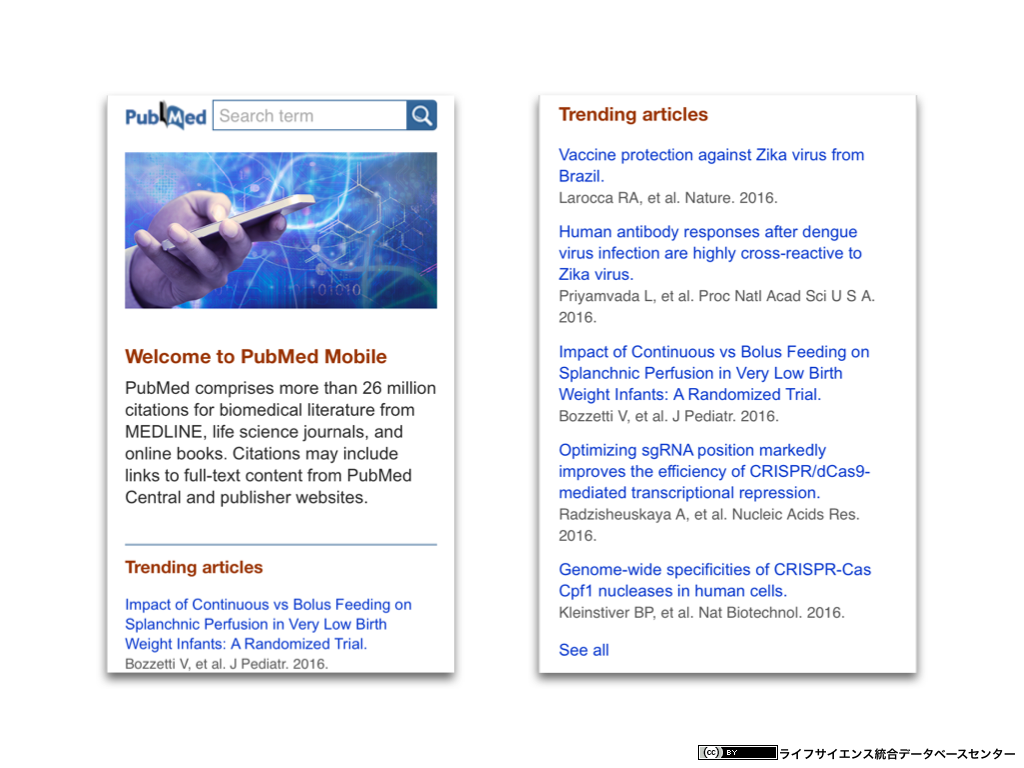 PubMed
Search term
Welcome to PubMed Mobile
PubMed comprises more than 26 million
citations for biomedical literature from
MEDLINE, life science journals, and
online books. Citations may include
links to full-text content from PubMed
Central and publisher websites.
Trending articles
Impact of Continuous vs Bolus Feeding on
Splanchnic Perfusion in Very Low Birth
Weight Infants: A Randomized Trial.
Bozzetti V, et al. J Pediatr. 2016.
Trending articles
Vaccine protection against Zika virus from
Brazil.
Larocca RA, et al. Nature. 2016.
Human antibody responses after dengue
virus infection are highly cross-reactive to
Zika virus.
Priyamvada L, et al. Proc Natl Acad Sci U S A.
2016.
Impact of Continuous vs Bolus Feeding on
Splanchnic Perfusion in Very Low Birth
Weight Infants: A Randomized Trial.
Bozzetti V, et al. J Pediatr. 2016.
Optimizing sgRNA position markedly
improves the efficiency of CRISPR/dCas9-
mediated transcriptional repression.
Radzisheuskaya A, et al. Nucleic Acids Res.
2016.
Genome-wide specificities of CRISPR-Cas
Cpf1 nucleases in human cells.
Kleinstiver BP, et al. Nat Biotechnol. 2016.
See all
(cc) BY ライフサイエンス統合データベースセンター